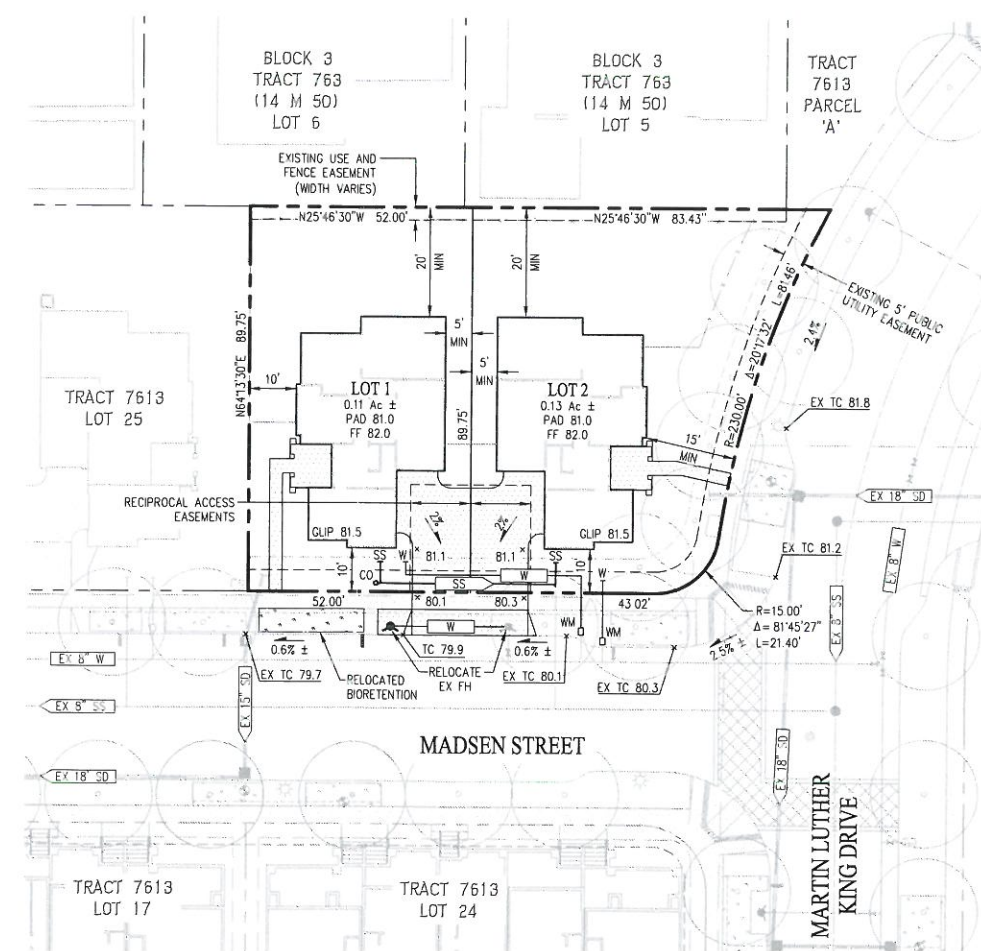 BLOCK 3
TRACT 763
(14 M 50)
LOT 6
BLOCK 3
TRACT 763
(14 M 50)
LOT 5
TRACT
7613
PARCEL
'A'
EXISTING USE AND
FENCE EASEMENT
(WIDTH VARIES)
N25°46'30"W 52.00'
N25°46'30"W 83.43'
20'
MIN
20'
MIN
L=81.46'
EXISTING 5' PUBLIC
UTILITY EASEMENT
2.4%
Δ=20°17'32'
R=230.00'
N64°13'30"E 89.75'
5'
MIN
5'
MIN
10'
TRACT 7613
LOT 25
LOT 1
0.11 Ac ±
PAD 81.0
FF 82.0
89.75'
LOT 2
0.13 Ac ±
PAD 81.0
FF 82.0
EX TC 81.8
15'
MIN
RECIPROCAL ACCESS
EASEMENTS
EX 18" SD
2%
2%
GLIP 81.5
GLIP 81.5
81.1
81.1
EX TC 81.2
EX 8" W
10'
SS
W
SS
10'
W
W
CO
SS
52.00'
80.1
80.3
43.02'
R=15.00'
Δ= 81°45'27"
L=21.40'
EX 8" SS
W
WM
WM
0.6% ±
TC 79.9
0.6% ±
2.5% ±
EX 8" W
EX TC 79.7
RELOCATED
BIORETENTION
RELOCATE
EX FH
EX TC 80.1
EX TC 80.3
EX 15" SD
EX 8" SS
MADSEN STREET
EX 18" SD
EX 18" SD
MARTIN LUTHER
KING DRIVE
TRACT 7613
LOT 17
TRACT 7613
LOT 24